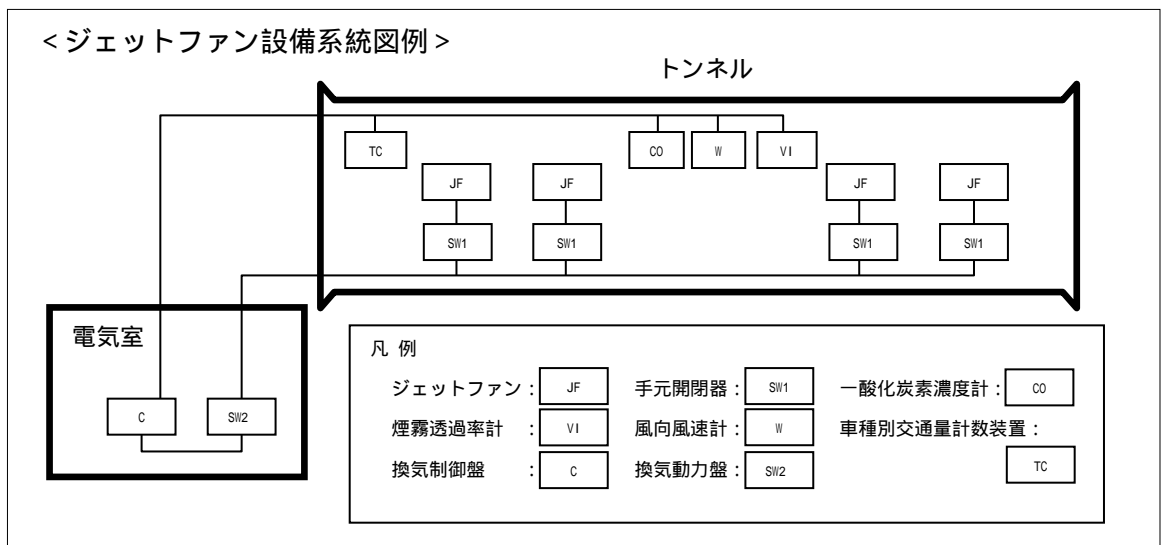 <ジェットファン設備系統図例>
トンネル
TC
CO
W
VI
JF
JF
JF
JF
SW1
SW1
SW1
SW1
電気室
C
SW2
凡 例
ジェットファン： JF 手元開閉器： SW1 一酸化炭素濃度計： CO
煙霧透過率計 ： VI 風向風速計： W 車種別交通量計数装置：
換気制御盤 ： C 換気動力盤： SW2 TC